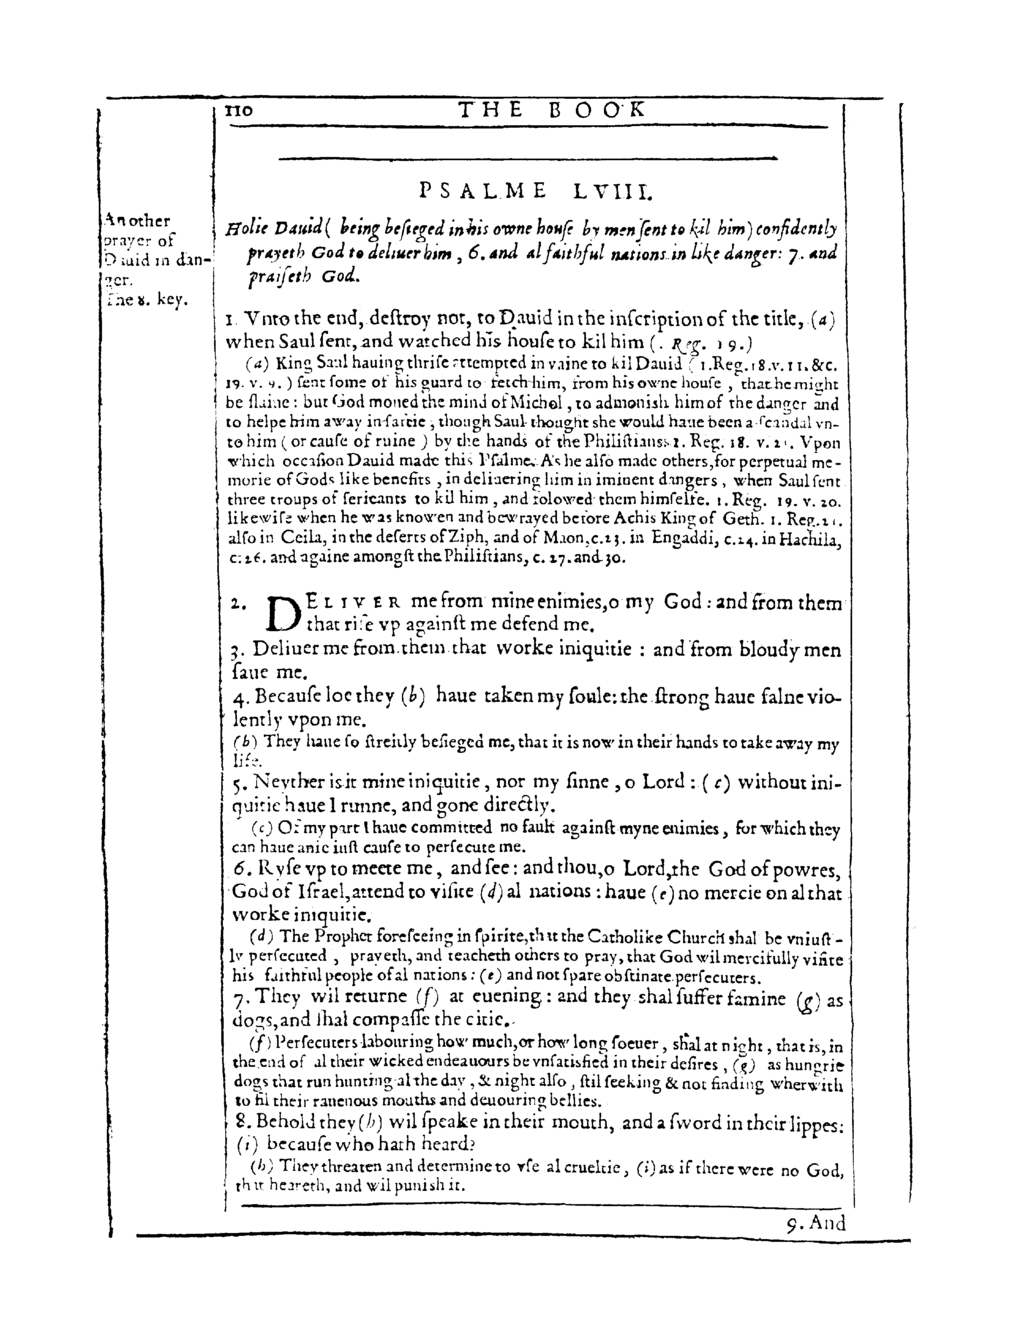 110 THE BOOK
PSALME LVIII.
Another
prayer of
Dauid in dan-
ger.
The 8. key.
Holie Dauid ( being besieged in his owne house by men sent to kil him) confidently
prayeth God to deliuer him, 6. and al faithful nations in like danger: 7. and
praiseth God.
1. Vnto the end, destroy not, to Dauid in the inscription of the title, (a)
when Saul sent, and watched his house to kil him (. Reg. 19.)
(a) King Saul hauing thrise attempted in vaine to kil Dauid (1.Reg.18.v.11.&c.
19. v. 9.) sent some of his guard to fetch him, from his owne house, that he might
be slaine: but God moued the mind of Michol, to admonish him of the danger and
to helpe him away in safetie, though Saul thought she would haue been a scandal vn-
to him (or cause of ruine) by the hands of the Philistians. 1. Reg. 18. v. 21. Vpon
which occasion Dauid made this Psalme. As he also made others, for perpetual me-
morie of Gods like benefits, in deliuering him in iminent dangers, when Saul sent
three troups of seriants to kil him, and folowed them himselfe. 1. Reg. 19. v. 20.
likewise when he was knowen and bewrayed before Achis King of Geth. 1. Reg.21.
also in Ceila, in the deserts of Ziph, and of Maon, c.23. in Engaddi, c.24. in Hachila,
c. 26. and againe amongst the Philistians, c. 27. and 30.
2. DELIVER me from mine enimies, o my God: and from them
that rise vp against me defend me.
3. Deliuer me from them that worke iniquitie: and from bloudy men
saue me.
4. Because loe they (b) haue taken my soule: the strong haue falne vio-
lently vpon me.
(b) They haue so streitly besieged me, that it is now in their hands to take away my
life.
5. Neyther is it mine iniquitie, nor my sinne, o Lord: (c) without ini-
quitie haue I runne, and gone directly.
(c) Of my part I haue committed no fault against myne enimies, for which they
can haue anie iust cause to persecute me.
6. Ryse vp to meete me, and see: and thou, o Lord, the God of powres,
God of Israel, attend to visite (d) al nations: haue (e) no mercie on al that
worke iniquitie.
(d) The Prophet foreseeing in spirite, that the Catholike Church shal be vniust-
ly persecuted, prayeth, and teacheth others to pray, that God wil mercifully visite
his faithful people of al nations: (e) and not spare obstinate persecuters.
7. They wil returne (f) at euening: and they shal suffer famine (g) as
dogs, and shal compasse the citie.
(f) Persecuters labouring how much, or how long soeuer, shal at night, that is, in
the end of al their wicked endeauours be vnsatisfied in their desires, (g) as hungrie
dogs that run hunting al the day, & night also, stil seeking & not finding wherwith
to fil their rauenous mouths and deuouring bellies.
8. Behold they (h) wil speake in their mouth, and a sword in their lippes:
(i) because who hath heard?
(h) They threaten and determine to vse al crueltie, (i) as if there were no God,
that heareth, and wil punish it.
9. And